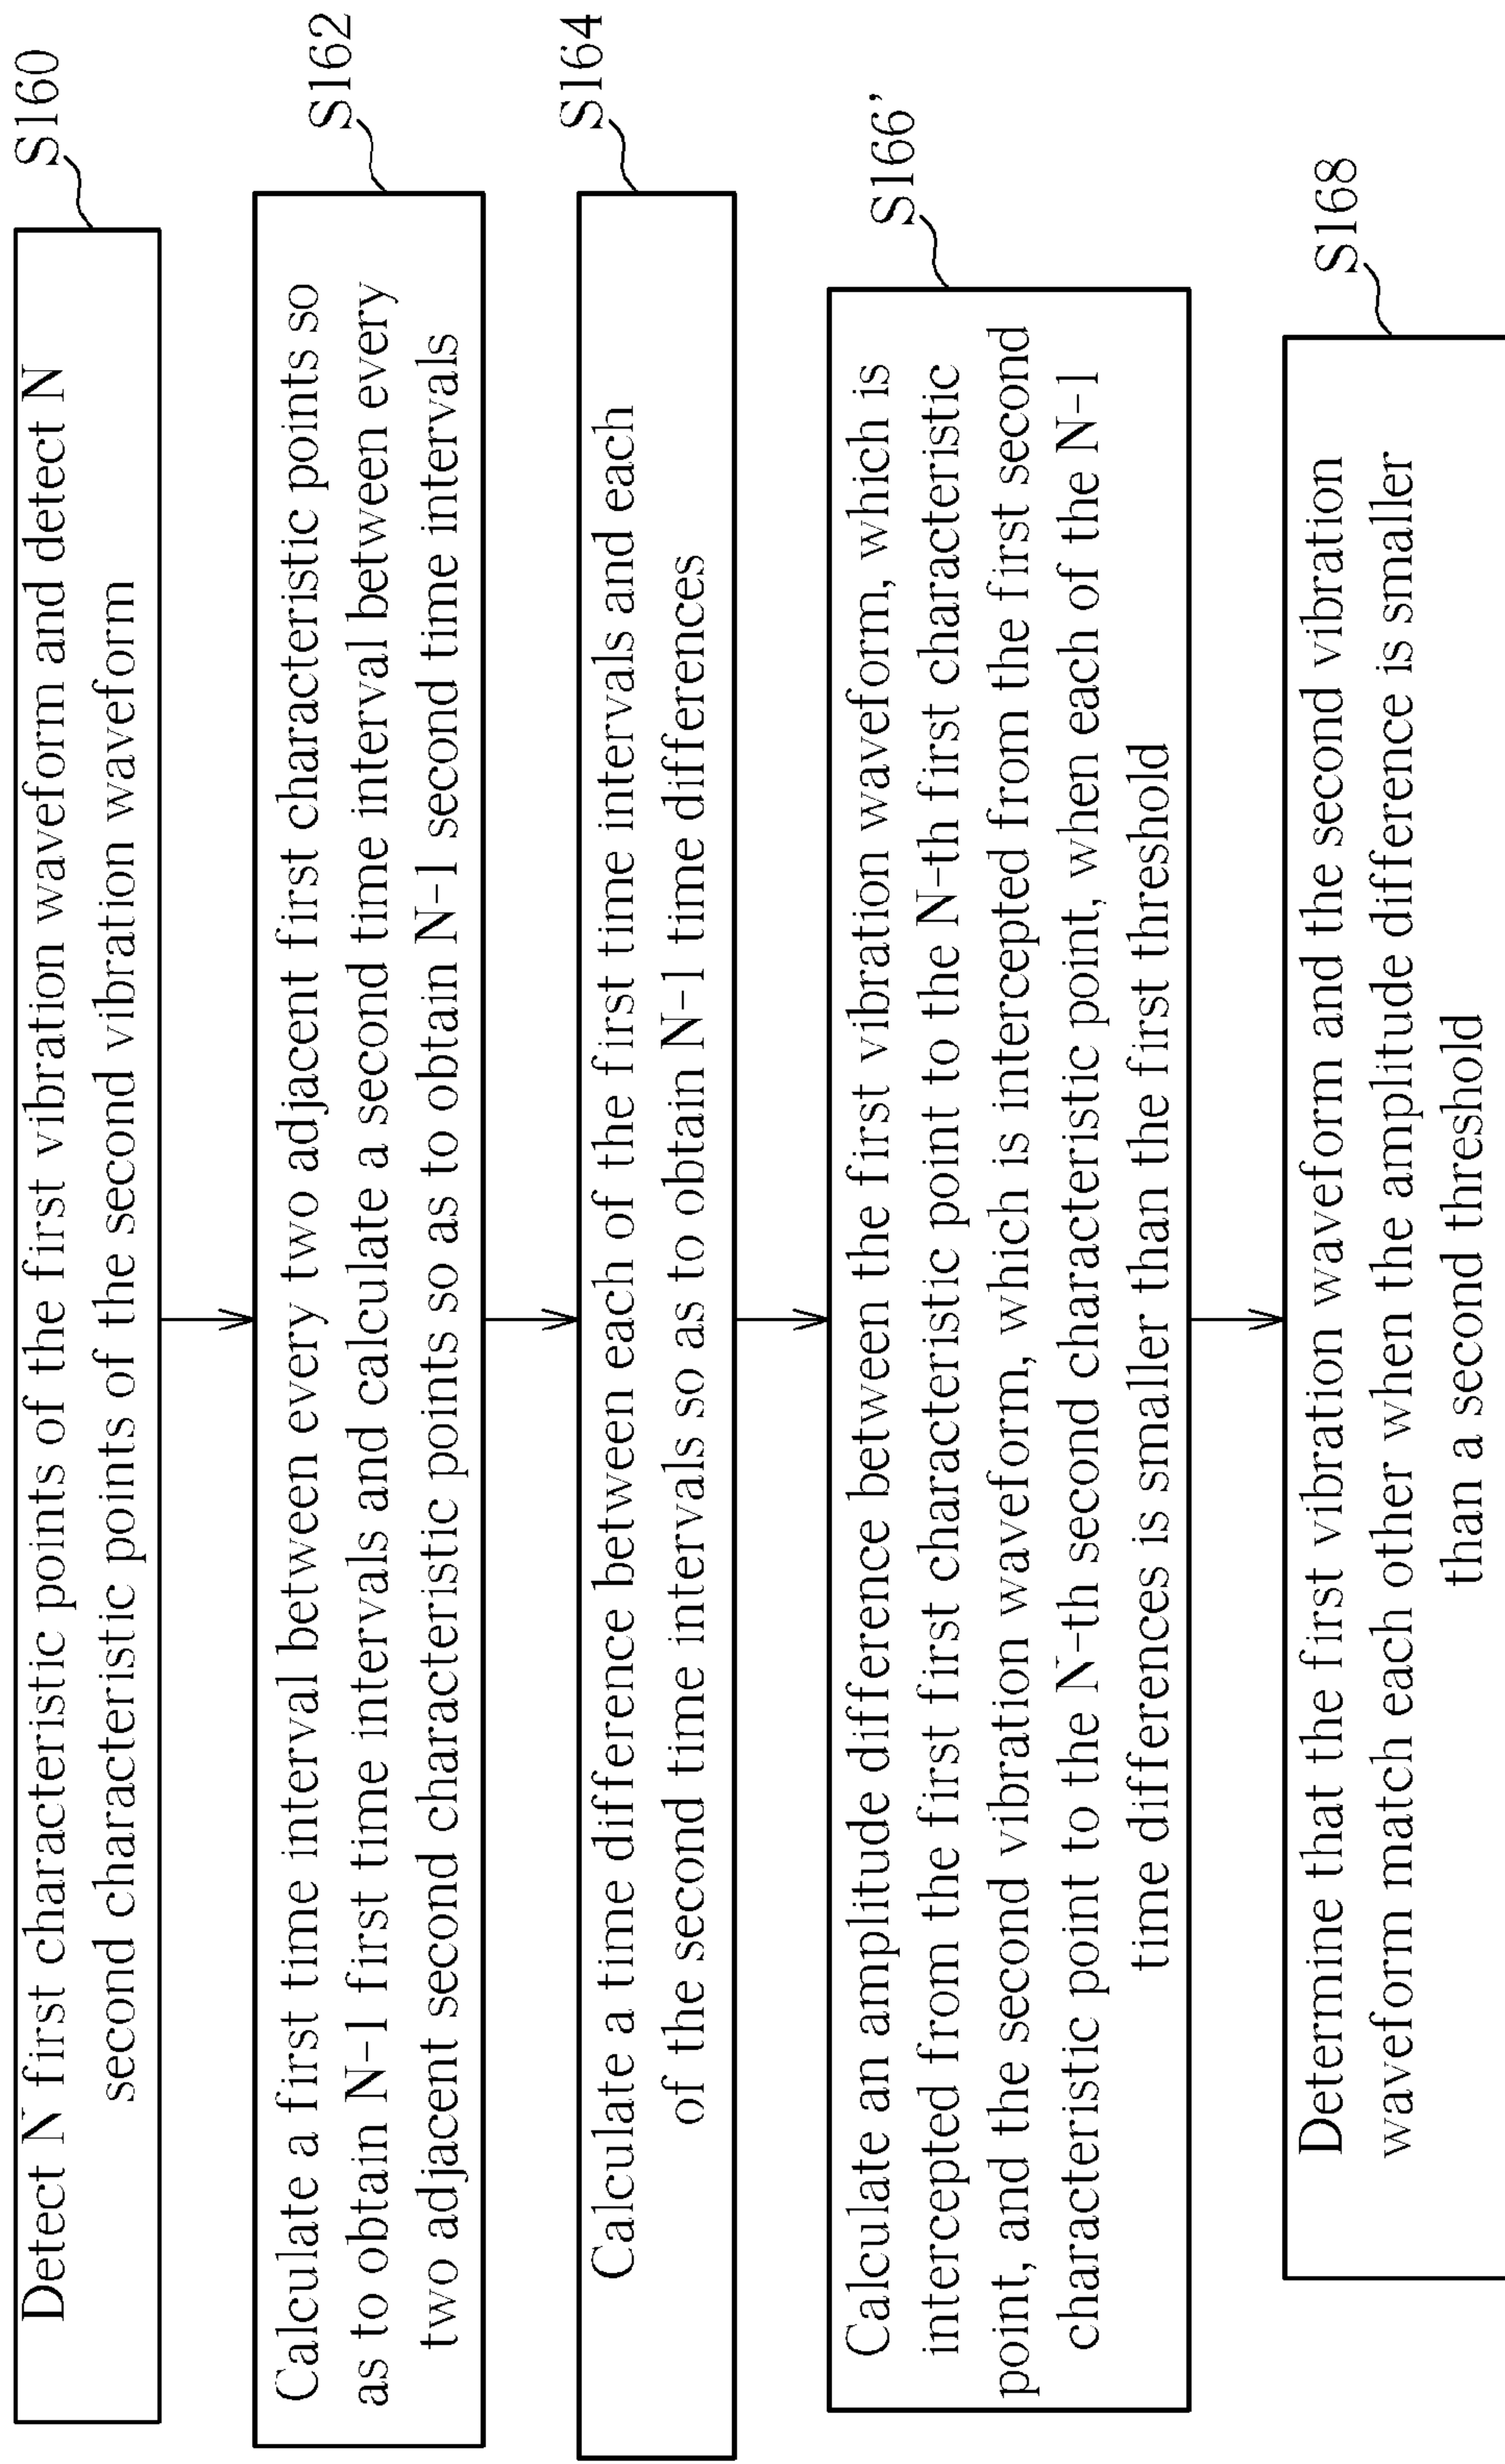 S160
Detect N first characteristic points of the first vibration waveform and detect N
second characteristic points of the second vibration waveform
S162
Calculate a first time interval between every two adjacent first characteristic points so
as to obtain N-1 first time intervals and calculate a second time interval between every
two adjacent second characteristic points so as to obtain N-1 second time intervals
S164
Calculate a time difference between each of the first time intervals and each
of the second time intervals so as to obtain N-1 time differences
S166'
Calculate an amplitude difference between the first vibration waveform, which is
intercepted from the first first characteristic point to the N-th first characteristic
point, and the second vibration waveform, which is intercepted from the first second
characteristic point to the N-th second characteristic point, when each of the N-1
time differences is smaller than the first threshold
S168
Determine that the first vibration waveform and the second vibration
waveform match each other when the amplitude difference is smaller
than a second threshold